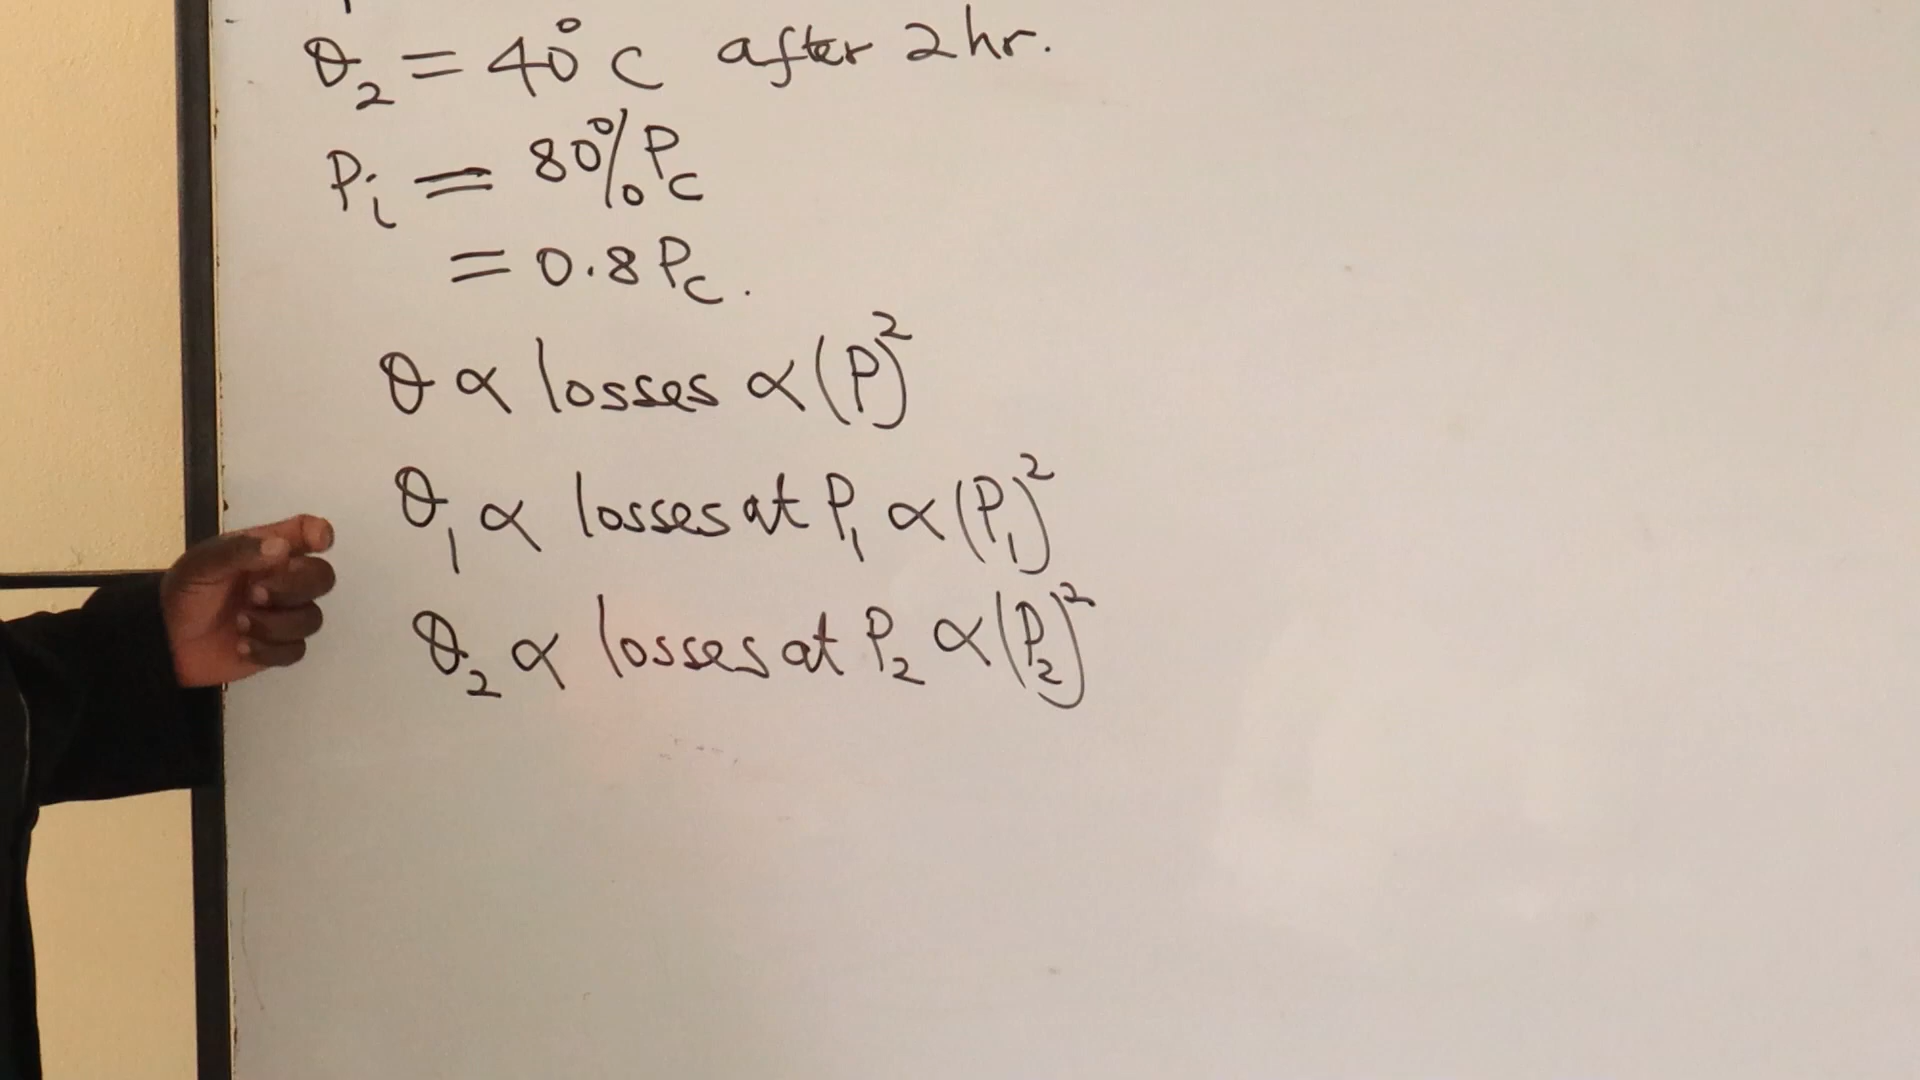 θ₂ = 40°C after 2hr.
Pi = 80% Pc
= 0.8 Pc.
θ ∝ losses ∝ (P)²
θ₁ ∝ losses at P₁ ∝ (P₁)²
θ₂ ∝ losses at P₂ ∝ (P₂)²